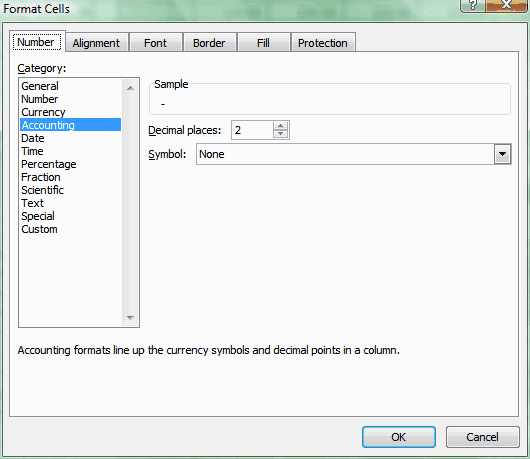 Format Cells
Number Alignment Font Border Fill Protection
Category:
General
Number
Currency
Accounting
Date
Time
Percentage
Fraction
Scientific
Text
Special
Custom
Sample
-
Decimal places: 2
Symbol: None
Accounting formats line up the currency symbols and decimal points in a column.
OK Cancel